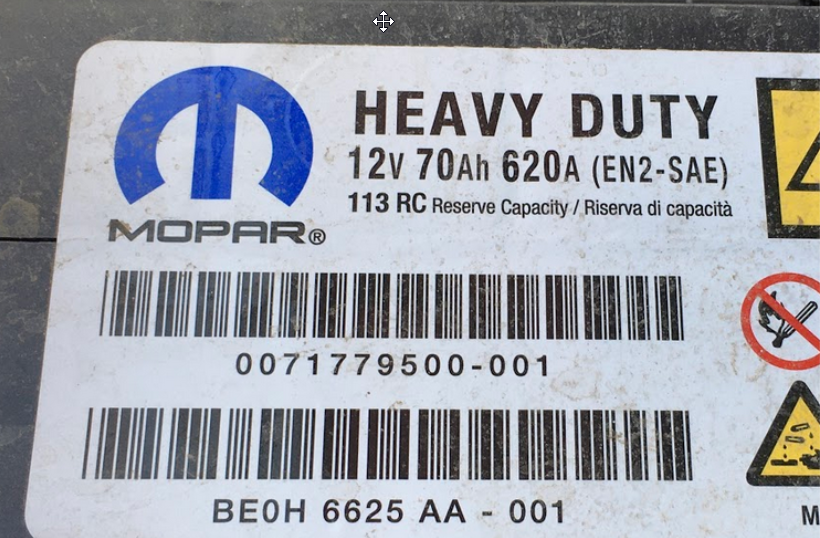 HEAVY DUTY
12V 70Ah 620A (EN2-SAE)
113 RC Reserve Capacity / Riserva di capacità
MOPAR®
0071779500-001
BE0H 6625 AA - 001
M